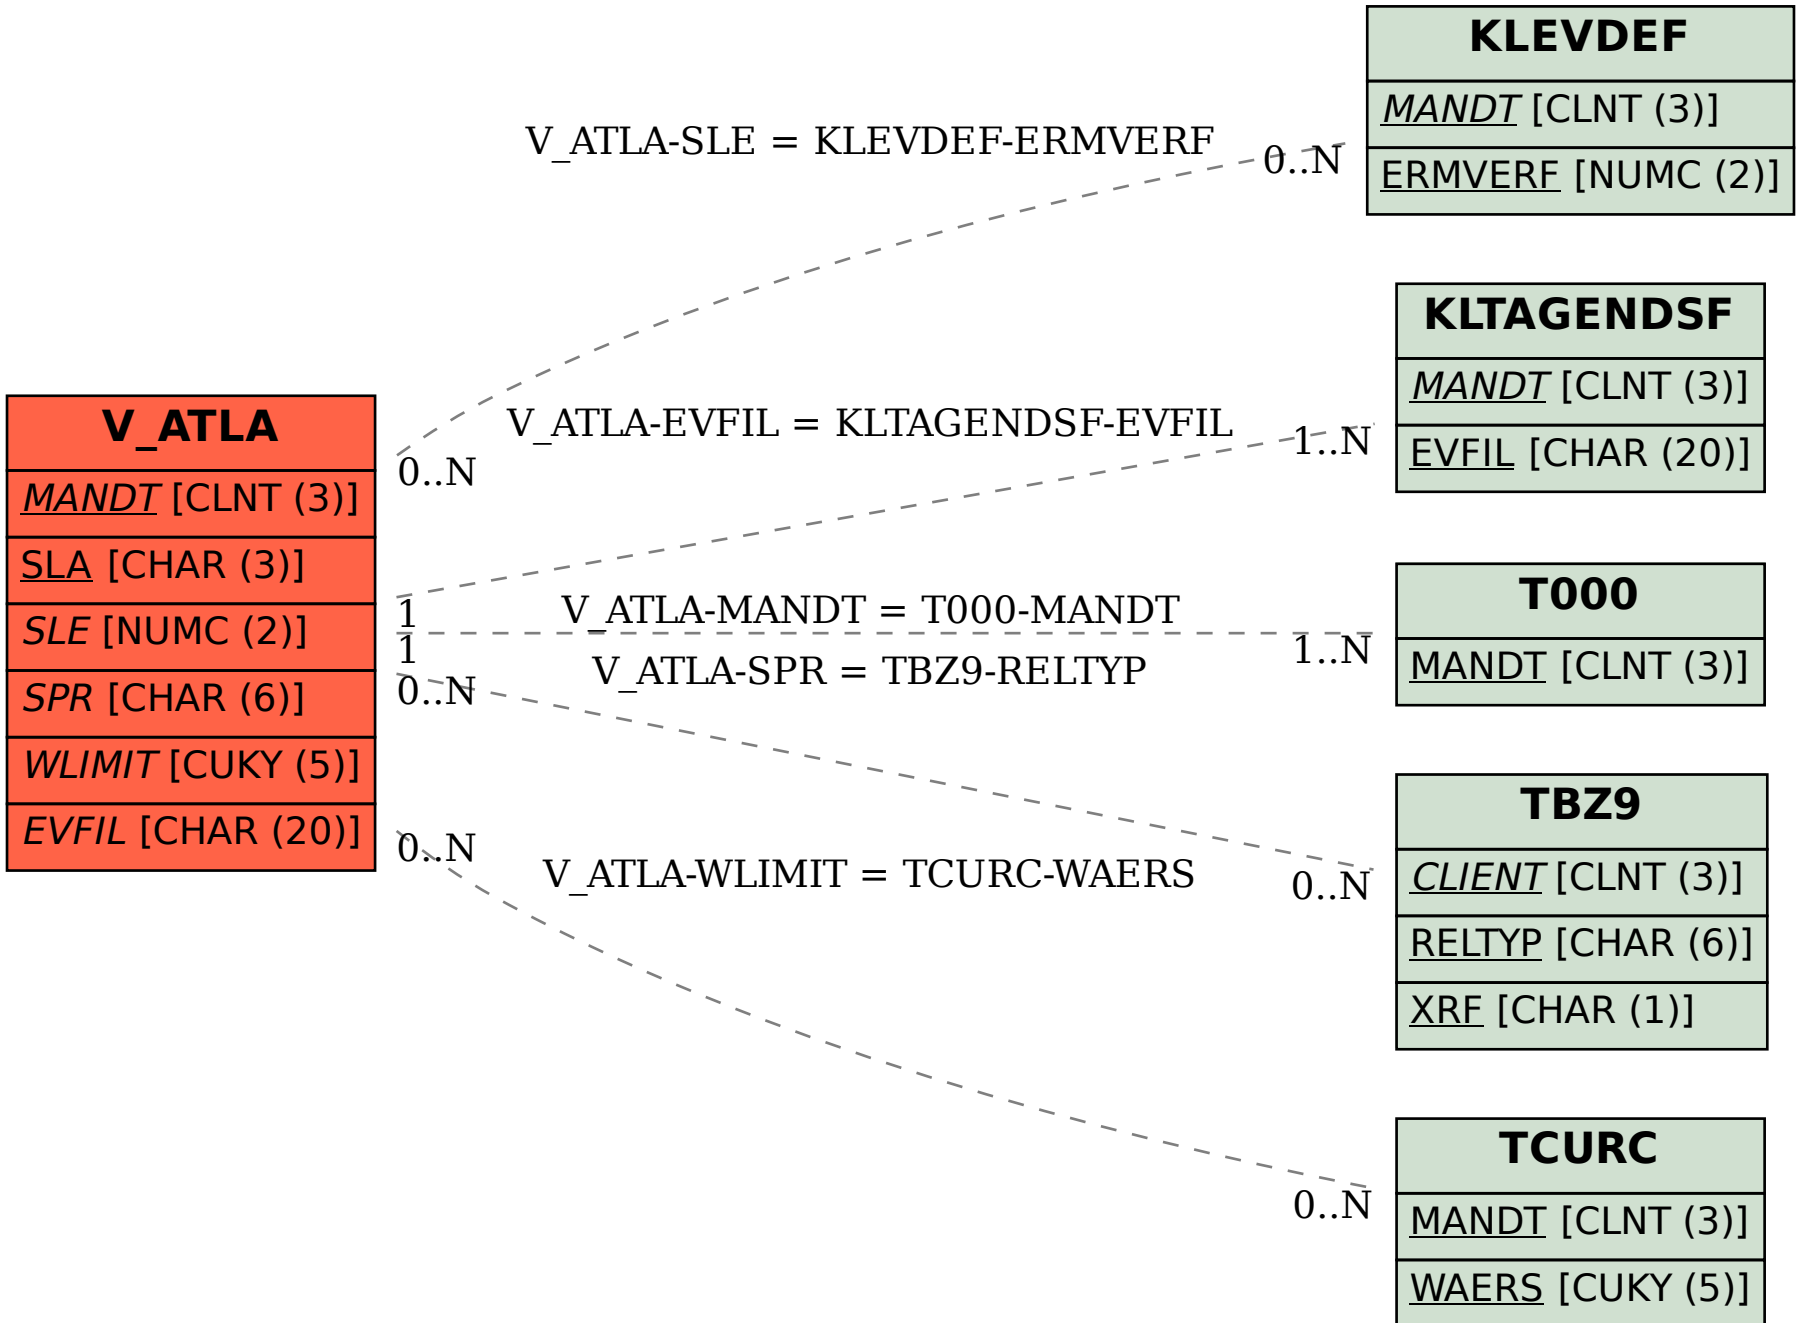 V_ATLA
MANDT [CLNT (3)]
SLA [CHAR (3)]
SLE [NUMC (2)]
SPR [CHAR (6)]
WLIMIT [CUKY (5)]
EVFIL [CHAR (20)]
V_ATLA-SLE = KLEVDEF-ERMVERF
0..N
0..N
V_ATLA-EVFIL = KLTAGENDSF-EVFIL
1..N
1
V_ATLA-MANDT = T000-MANDT
1..N
1
V_ATLA-SPR = TBZ9-RELTYP
0..N
0..N
V_ATLA-WLIMIT = TCURC-WAERS
0..N
0..N
KLEVDEF
MANDT [CLNT (3)]
ERMVERF [NUMC (2)]
KLTAGENDSF
MANDT [CLNT (3)]
EVFIL [CHAR (20)]
T000
MANDT [CLNT (3)]
TBZ9
CLIENT [CLNT (3)]
RELTYP [CHAR (6)]
XRF [CHAR (1)]
TCURC
MANDT [CLNT (3)]
WAERS [CUKY (5)]